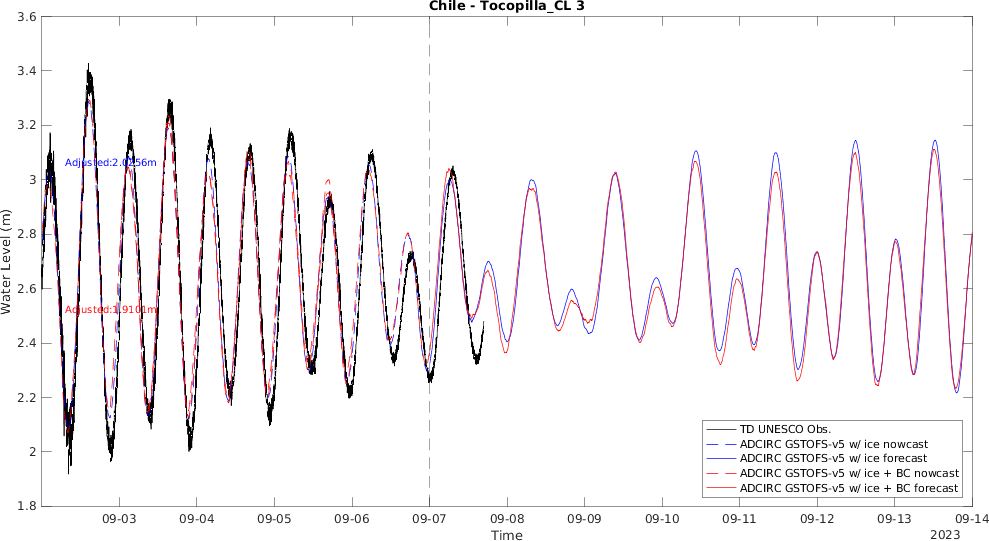 Chile - Tocopilla_CL 3
3.6
3.4
3.2
3
2.8
2.6
2.4
2.2
2
1.8
Water Level (m)
Adjusted:2.0256m
Adjusted:1.9101m
TD UNESCO Obs.
ADCIRC GSTOFS-v5 w/ ice nowcast
ADCIRC GSTOFS-v5 w/ ice forecast
ADCIRC GSTOFS-v5 w/ ice + BC nowcast
ADCIRC GSTOFS-v5 w/ ice + BC forecast
09-03 09-04 09-05 09-06 09-07 09-08 09-09 09-10 09-11 09-12 09-13 09-14
Time
2023